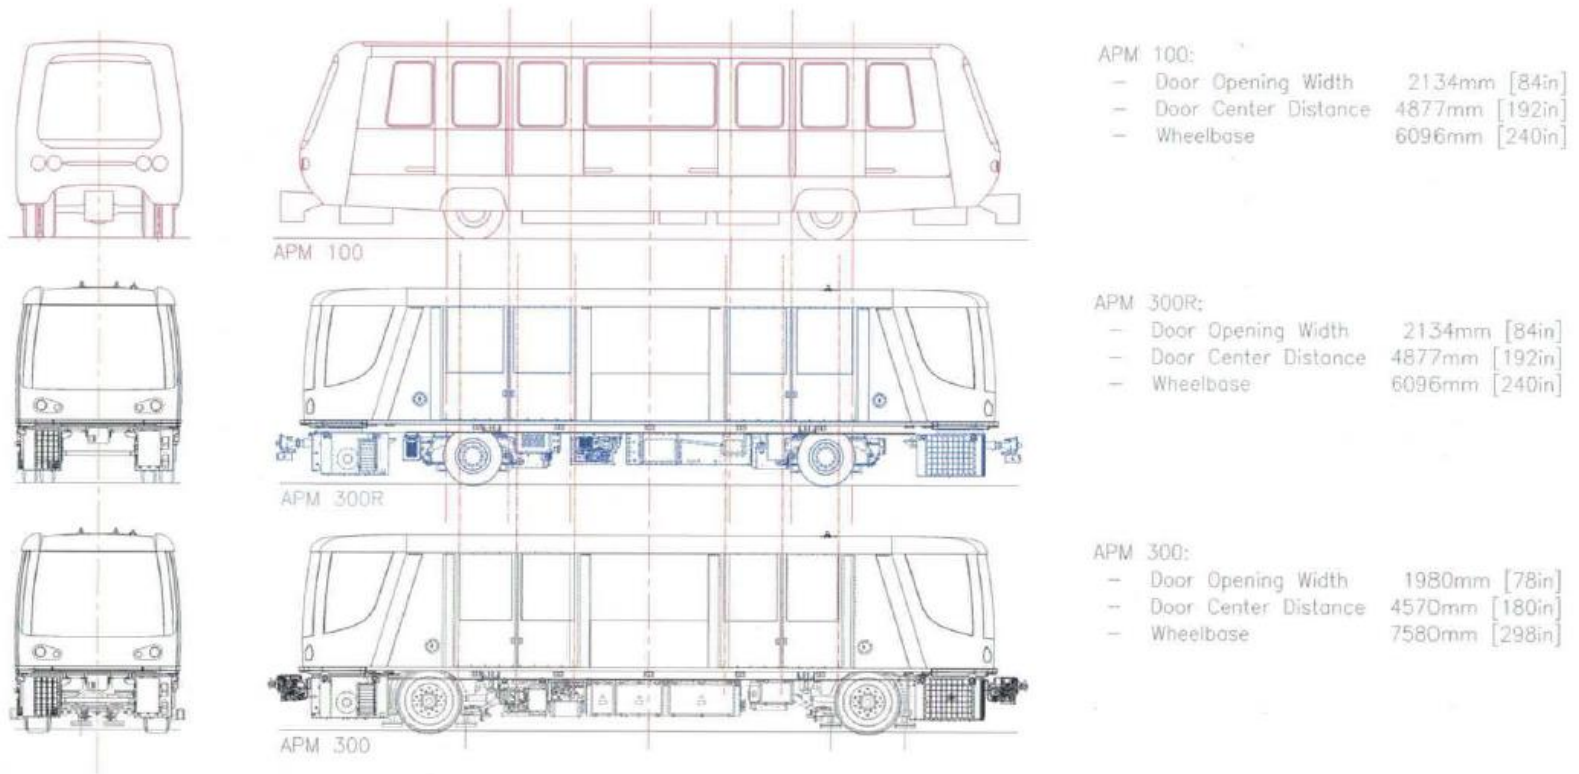 APM 100:
- Door Opening Width 2134mm [84in]
- Door Center Distance 4877mm [192in]
- Wheelbase 6096mm [240in]
APM 100
APM 300R:
- Door Opening Width 2134mm [84in]
- Door Center Distance 4877mm [192in]
- Wheelbase 6096mm [240in]
APM 300R
APM 300:
- Door Opening Width 1980mm [78in]
- Door Center Distance 4570mm [180in]
- Wheelbase 7580mm [298in]
APM 300